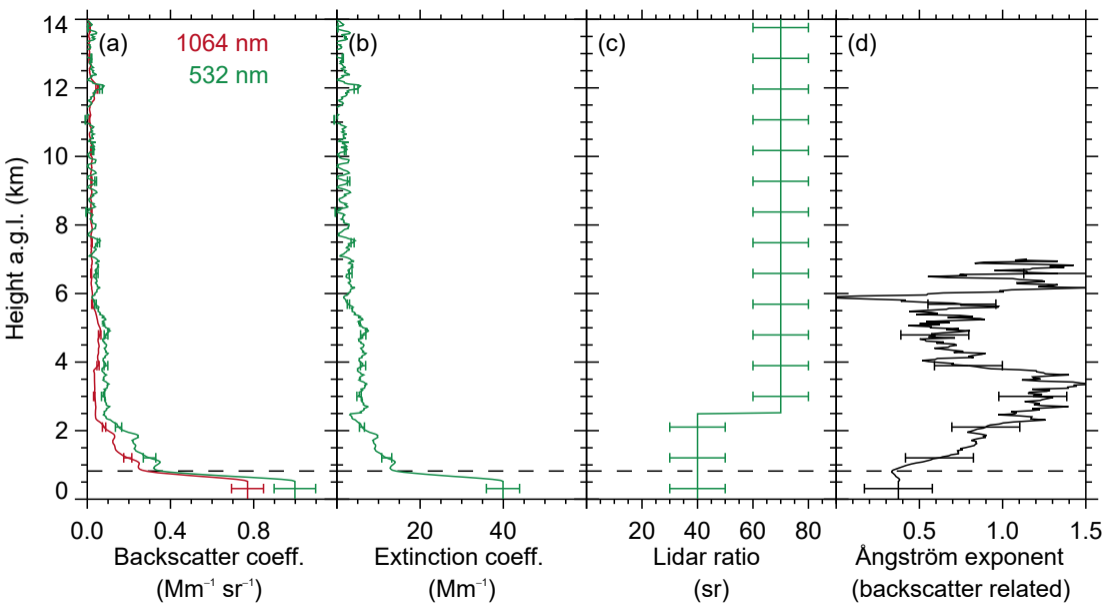 (a)
1064 nm
532 nm
(b)
(c)
(d)
Height a.g.l. (km)
14
12
10
8
6
4
2
0
0.0 0.4 0.8
20 40
20 40 60 80
0.5 1.0 1.5
Backscatter coeff.
(Mm⁻¹ sr⁻¹)
Extinction coeff.
(Mm⁻¹)
Lidar ratio
(sr)
Ångström exponent
(backscatter related)